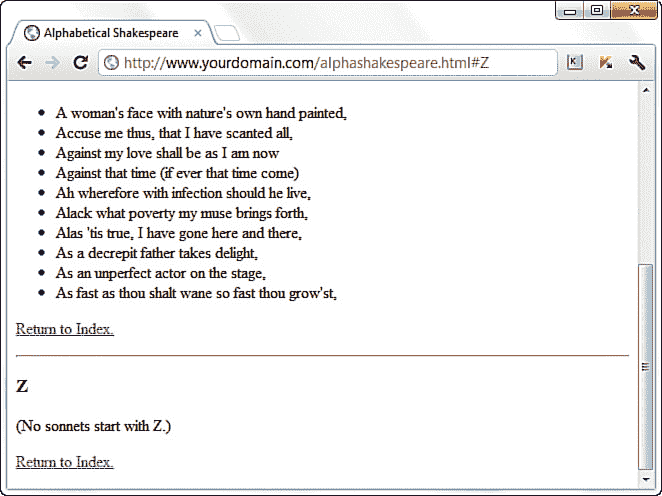 Alphabetical Shakespeare
http://www.yourdomain.com/alphashakespeare.html#Z
A woman's face with nature's own hand painted,
Accuse me thus, that I have scanted all,
Against my love shall be as I am now
Against that time (if ever that time come)
Ah wherefore with infection should he live,
Alack what poverty my muse brings forth,
Alas 'tis true, I have gone here and there,
As a decrepit father takes delight,
As an unperfect actor on the stage,
As fast as thou shalt wane so fast thou grow'st,
Return to Index.
Z
(No sonnets start with Z.)
Return to Index.